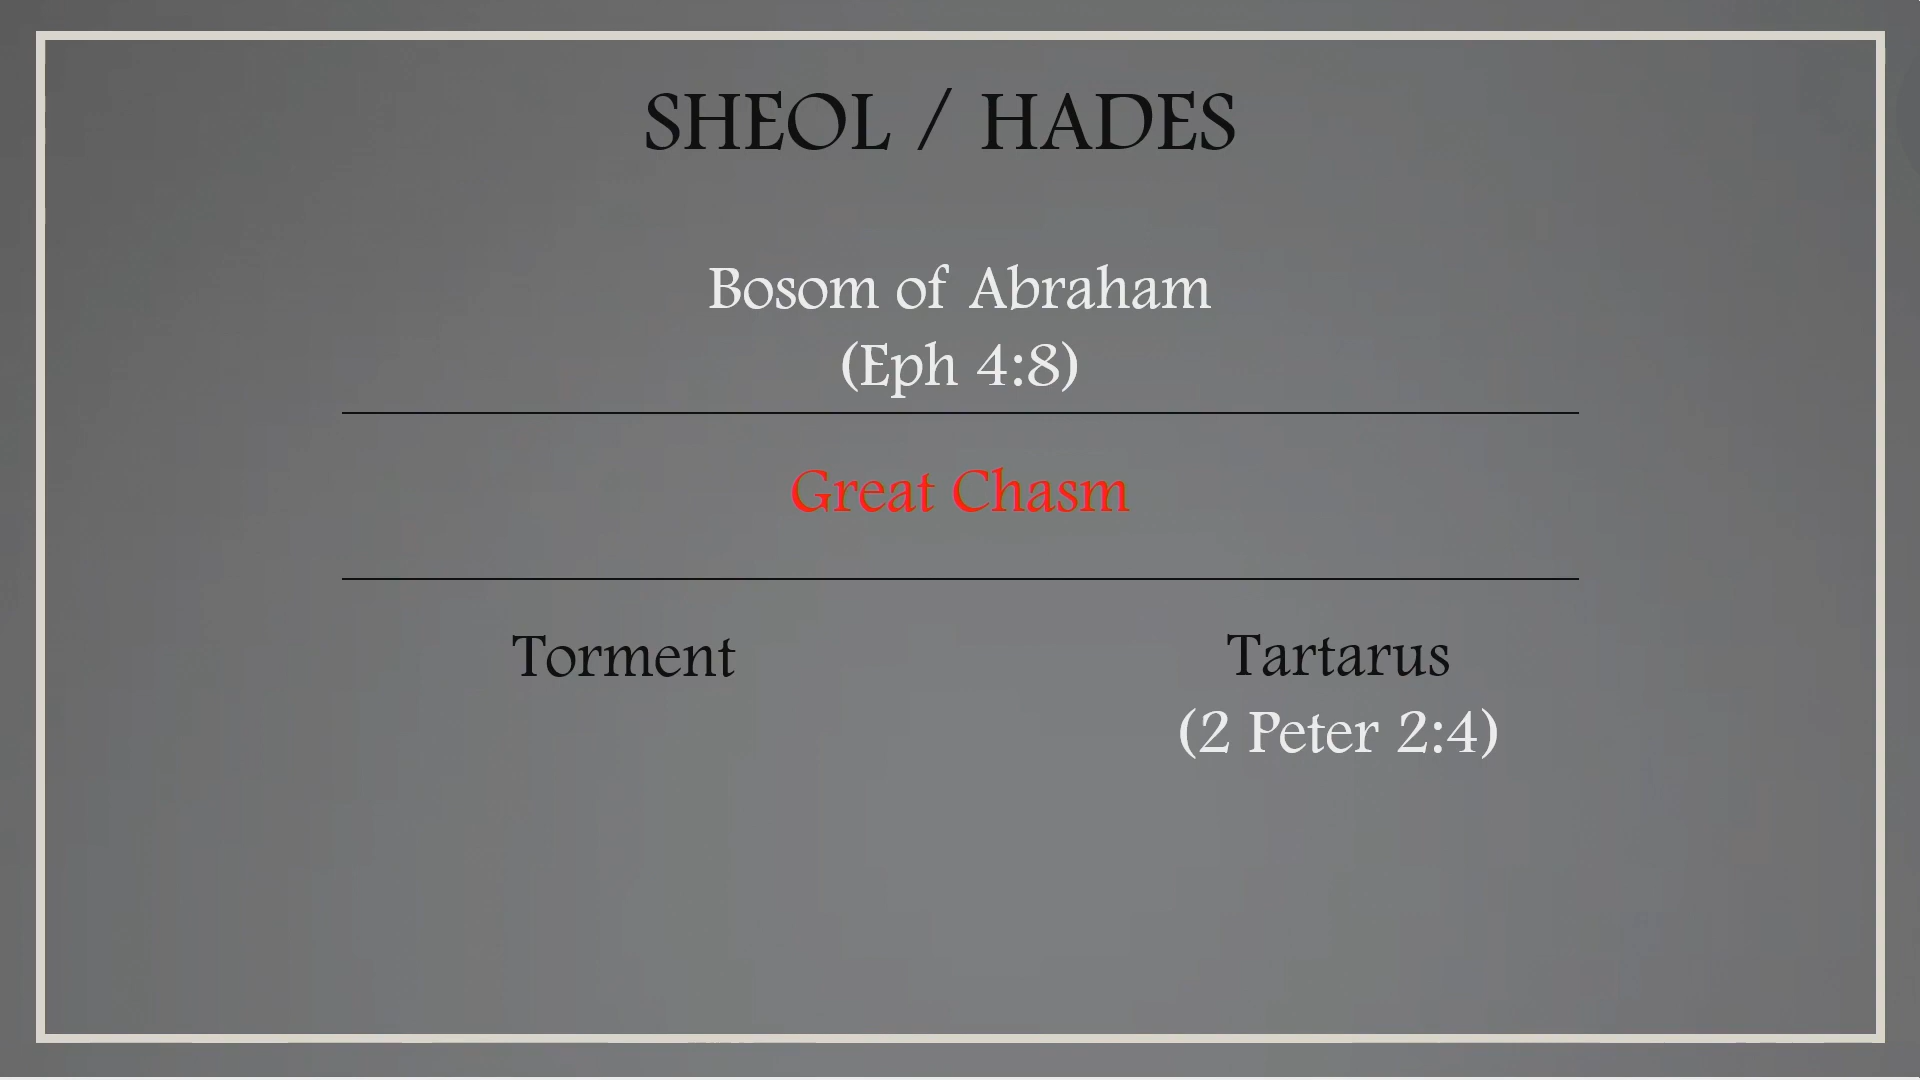 SHEOL / HADES
Bosom of Abraham
(Eph 4:8)
Great Chasm
Torment
Tartarus
(2 Peter 2:4)